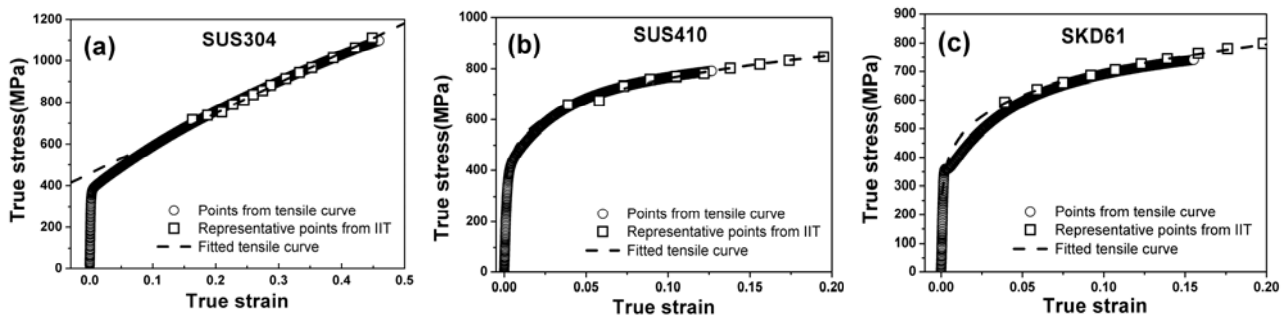 (a)
SUS304
True stress(MPa)
1200
1000
800
600
400
200
0
0.0 0.1 0.2 0.3 0.4 0.5
True strain
Points from tensile curve
Representative points from IIT
Fitted tensile curve
(b)
SUS410
True stress(MPa)
1000
800
600
400
200
0
0.00 0.05 0.10 0.15 0.20
True strain
Points from tensile curve
Representative points from IIT
Fitted tensile curve
(c)
SKD61
True stress(MPa)
900
800
700
600
500
400
300
200
100
0
0.00 0.05 0.10 0.15 0.20
True strain
Points from tensile curve
Representative points from IIT
Fitted tensile curve